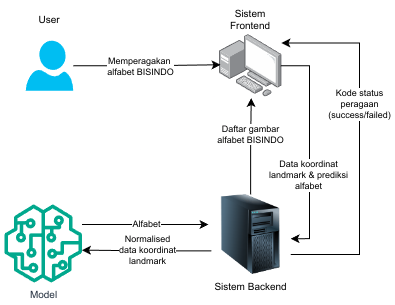 User
Sistem
Frontend
Memperagakan
alfabet BISINDO
Kode status
peragaan
(success/failed)
Daftar gambar
alfabet BISINDO
Data koordinat
landmark & prediksi
alfabet
Alfabet
Normalised
data koordinat
landmark
Sistem Backend
Model